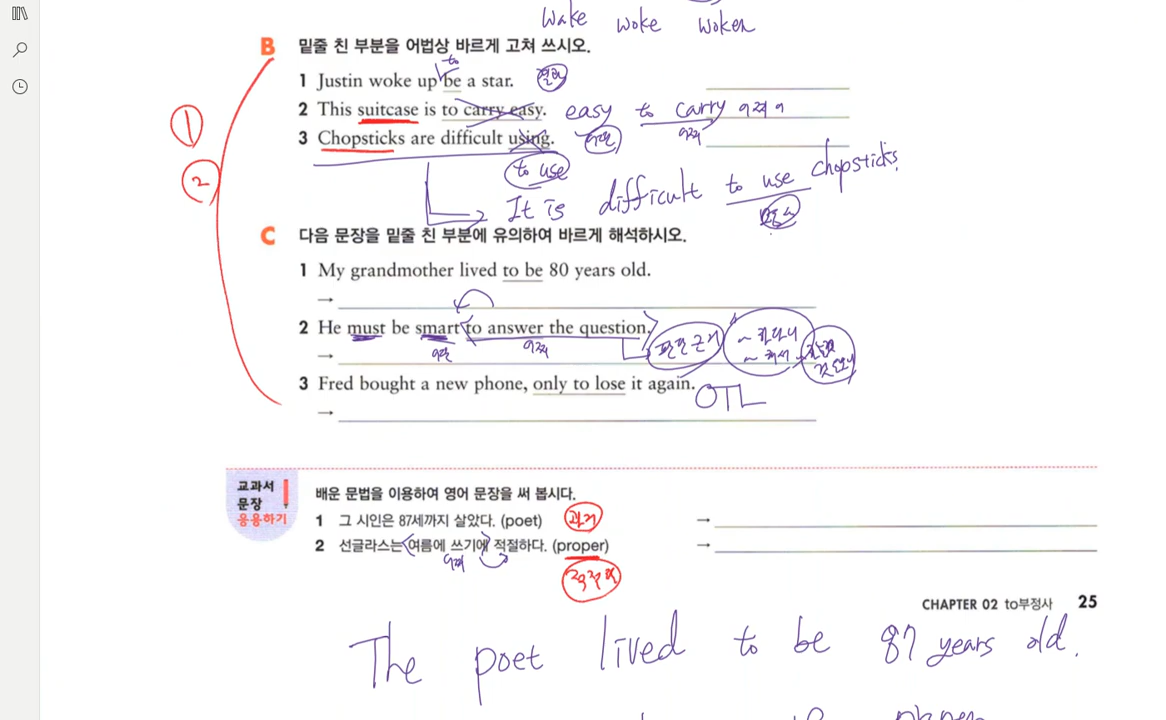 wake woke woken
B 밑줄 친 부분을 어법상 바르게 고쳐 쓰시오.
to
1 Justin woke up be a star. 결과
2 This suitcase is to carry easy. easy to carry
3 Chopsticks are difficult using.
to use
It is difficult to use chopsticks.
C 다음 문장을 밑줄 친 부분에 유의하여 바르게 해석하시오.
1 My grandmother lived to be 80 years old.
→
2 He must be smart to answer the question. 판단 근거
→
3 Fred bought a new phone, only to lose it again. OTL
→
교과서
문장
응용하기
배운 문법을 이용하여 영어 문장을 써 봅시다.
1 그 시인은 87세까지 살았다. (poet) 과거 →
2 선글라스는 여름에 쓰기에 적절하다. (proper) →
CHAPTER 02 to부정사 25
The poet lived to be 87 years old.